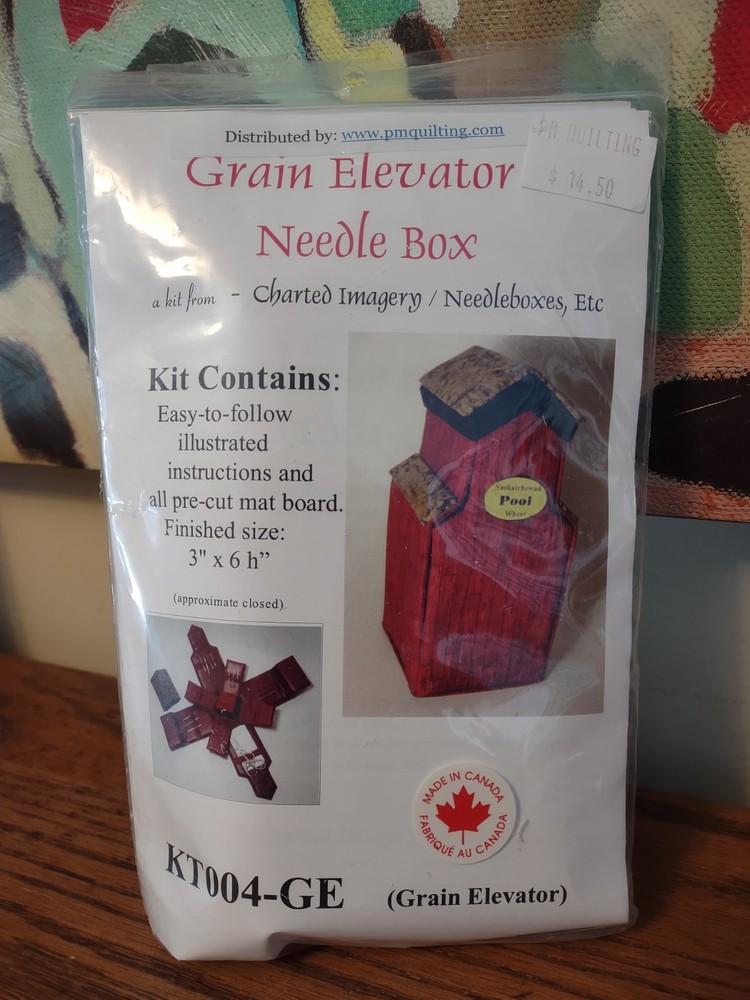 Distributed by: www.pmquilting.com
PM QUILTING
$ 14.50
Grain Elevator
Needle Box
a kit from - Charted Imagery / Needleboxes, Etc
Kit Contains:
Easy-to-follow
illustrated
instructions and
all pre-cut mat board.
Finished size:
3" x 6 h”
(approximate closed)
Saskatchewan
Pool
Wheat
MADE IN CANADA
FABRIQUÉ AU CANADA
KT004-GE
(Grain Elevator)